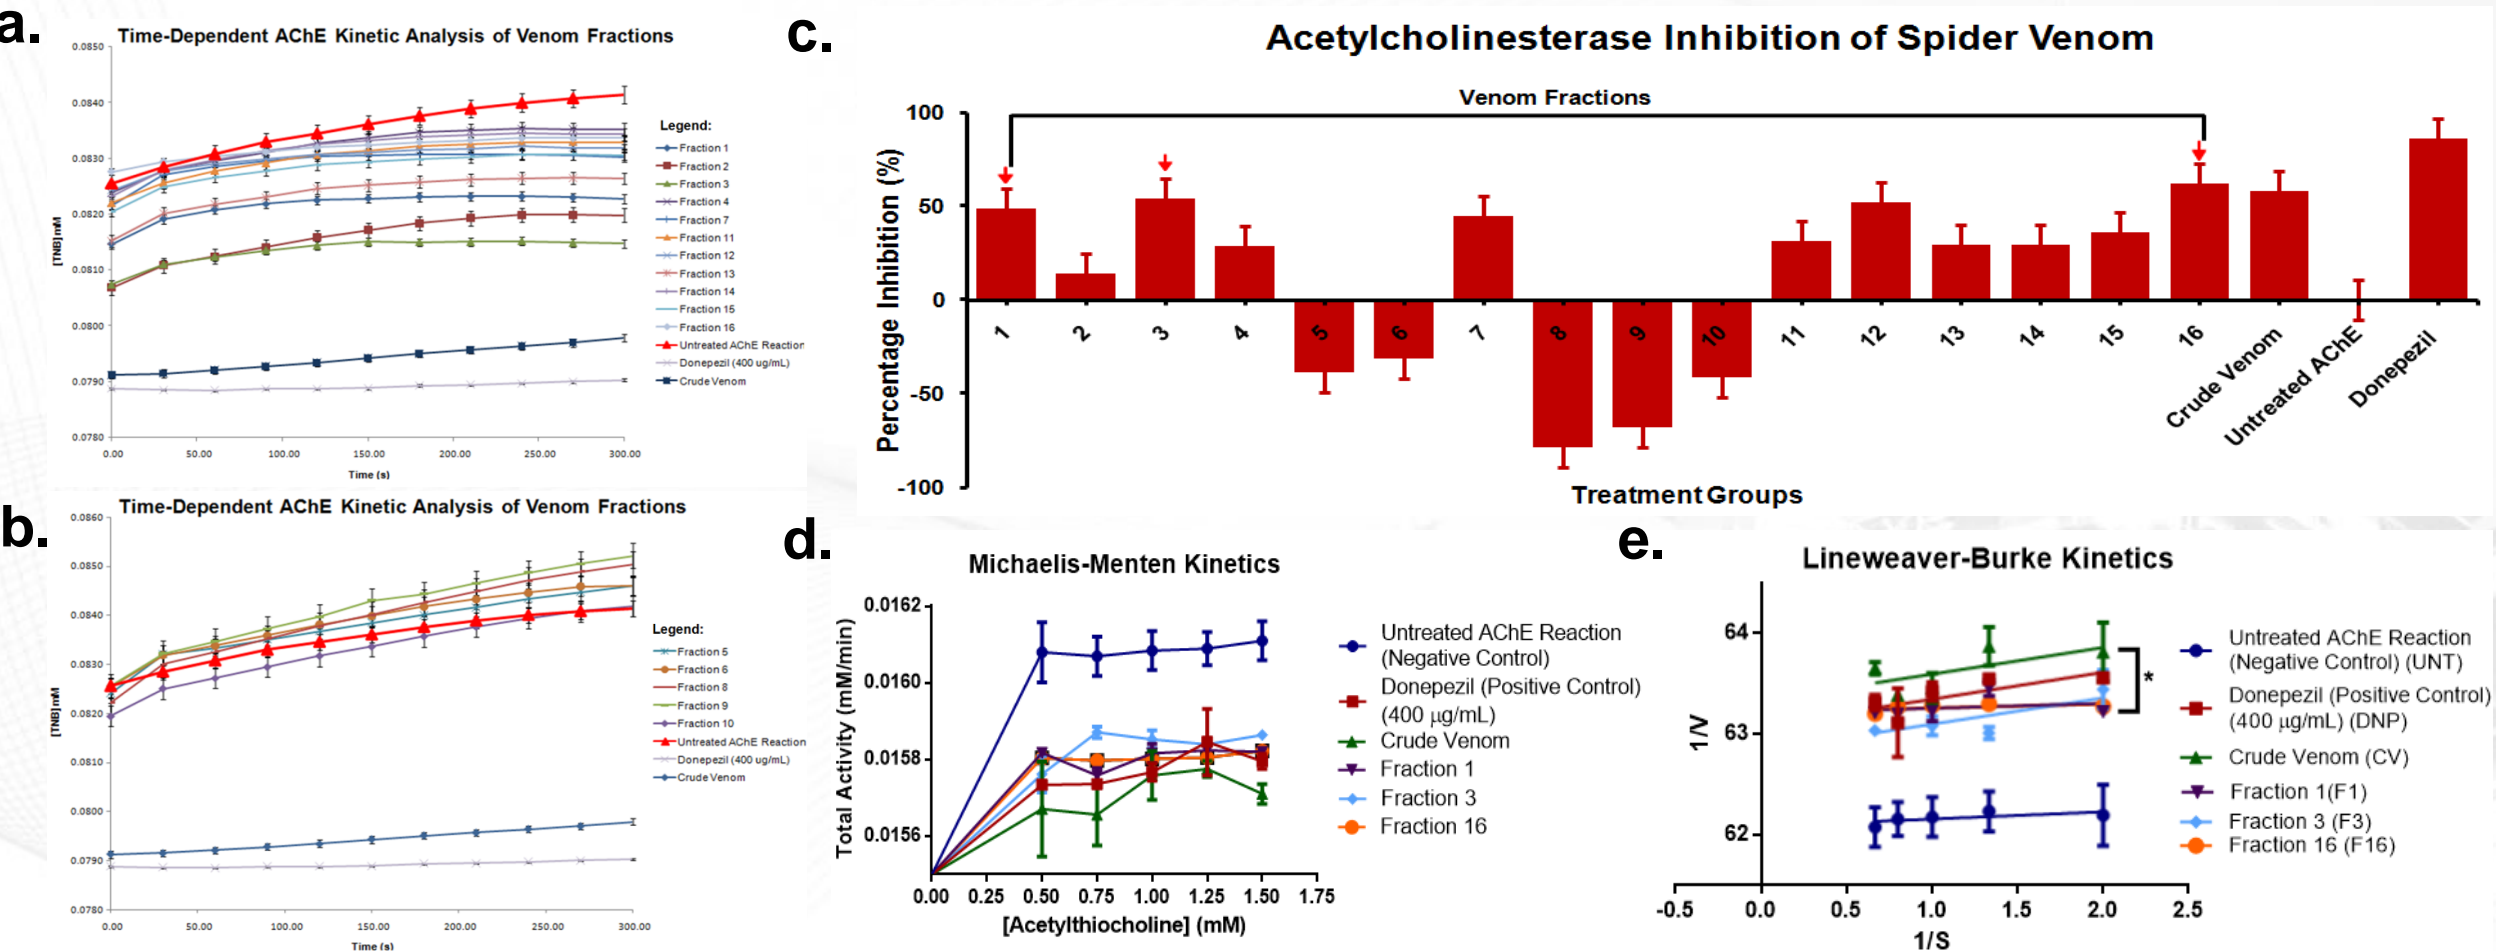 a.
Time-Dependent AChE Kinetic Analysis of Venom Fractions
0.0850
0.0840
0.0830
0.0820
0.0810
0.0800
0.0790
0.0780
[TNB] mM
0.00 50.00 100.00 150.00 200.00 250.00 300.00
Time (s)
Legend:
Fraction 1
Fraction 2
Fraction 3
Fraction 4
Fraction 7
Fraction 11
Fraction 12
Fraction 13
Fraction 14
Fraction 15
Fraction 16
Untreated AChE Reaction
Donepezil (400 ug/mL)
Crude Venom
b.
Time-Dependent AChE Kinetic Analysis of Venom Fractions
0.0860
0.0850
0.0840
0.0830
0.0820
0.0810
0.0800
0.0790
0.0780
[TNB] mM
0.00 50.00 100.00 150.00 200.00 250.00 300.00
Time (s)
Legend:
Fraction 5
Fraction 6
Fraction 8
Fraction 9
Fraction 10
Untreated AChE Reaction
Donepezil (400 ug/mL)
Crude Venom
c.
Acetylcholinesterase Inhibition of Spider Venom
Venom Fractions
Percentage Inhibition (%)
100
50
0
-50
-100
1 2 3 4 5 6 7 8 9 10 11 12 13 14 15 16 Crude Venom Untreated AChE Donepezil
Treatment Groups
d.
Michaelis-Menten Kinetics
Total Activity (mM/min)
0.0162
0.0160
0.0158
0.0156
0.00 0.25 0.50 0.75 1.00 1.25 1.50 1.75
[Acetylthiocholine] (mM)
Untreated AChE Reaction
(Negative Control)
Donepezil (Positive Control)
(400 µg/mL)
Crude Venom
Fraction 1
Fraction 3
Fraction 16
e.
Lineweaver-Burke Kinetics
1/V
64
63
62
*
-0.5 0.0 0.5 1.0 1.5 2.0 2.5
1/S
Untreated AChE Reaction
(Negative Control) (UNT)
Donepezil (Positive Control)
(400 µg/mL) (DNP)
Crude Venom (CV)
Fraction 1(F1)
Fraction 3 (F3)
Fraction 16 (F16)